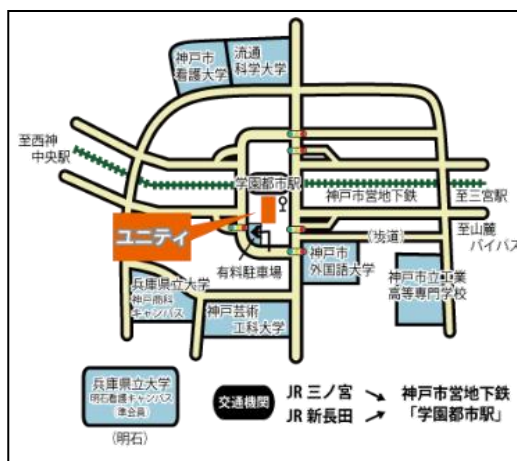 神戸市
看護大学
流通
科学大学
至西神
中央駅
学園都市駅
神戸市営地下鉄
至三宮駅
ユニティ
至山麓
バイパス
(歩道)
有料駐車場
神戸市
外国語大学
神戸市立工業
高等専門学校
兵庫県立大学
神戸商科
キャンパス
神戸芸術
工科大学
兵庫県立大学
明石看護キャンパス
(準会員)
(明石)
交通機関
JR 三ノ宮
JR 新長田
神戸市営地下鉄
「学園都市駅」